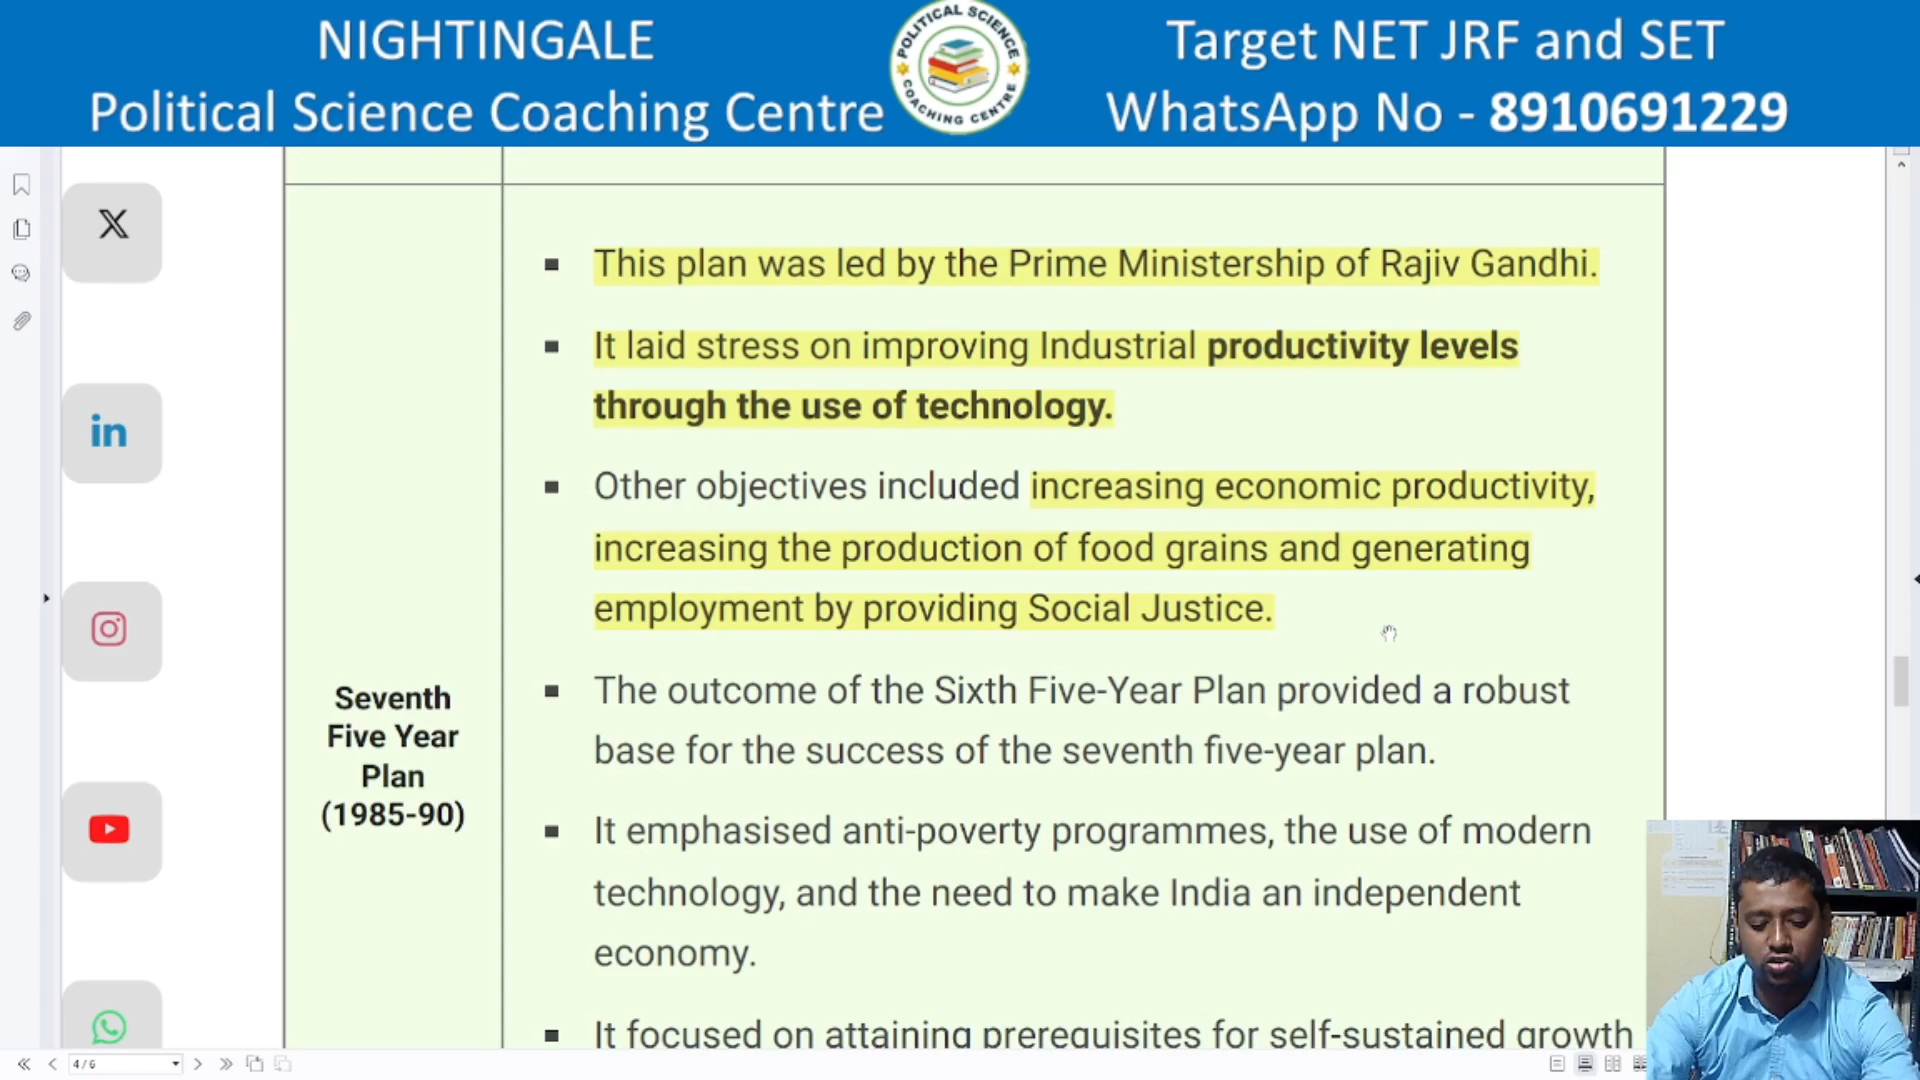 NIGHTINGALE
Political Science Coaching Centre
POLITICAL SCIENCE
COACHING CENTRE
Target NET JRF and SET
WhatsApp No - 8910691229
This plan was led by the Prime Ministership of Rajiv Gandhi.
It laid stress on improving Industrial productivity levels
through the use of technology.
Other objectives included increasing economic productivity,
increasing the production of food grains and generating
employment by providing Social Justice.
Seventh
Five Year
Plan
(1985-90)
The outcome of the Sixth Five-Year Plan provided a robust
base for the success of the seventh five-year plan.
It emphasised anti-poverty programmes, the use of modern
technology, and the need to make India an independent
economy.
It focused on attaining prerequisites for self-sustained growth
in
4/6